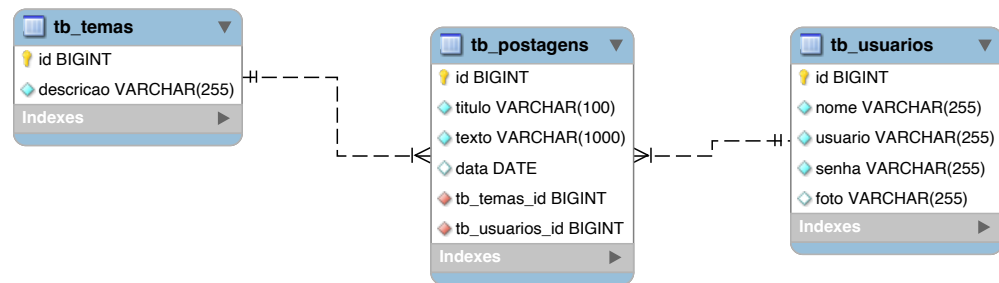 tb_temas
id BIGINT
descricao VARCHAR(255)
Indexes
tb_postagens
id BIGINT
titulo VARCHAR(100)
texto VARCHAR(1000)
data DATE
tb_temas_id BIGINT
tb_usuarios_id BIGINT
Indexes
tb_usuarios
id BIGINT
nome VARCHAR(255)
usuario VARCHAR(255)
senha VARCHAR(255)
foto VARCHAR(255)
Indexes